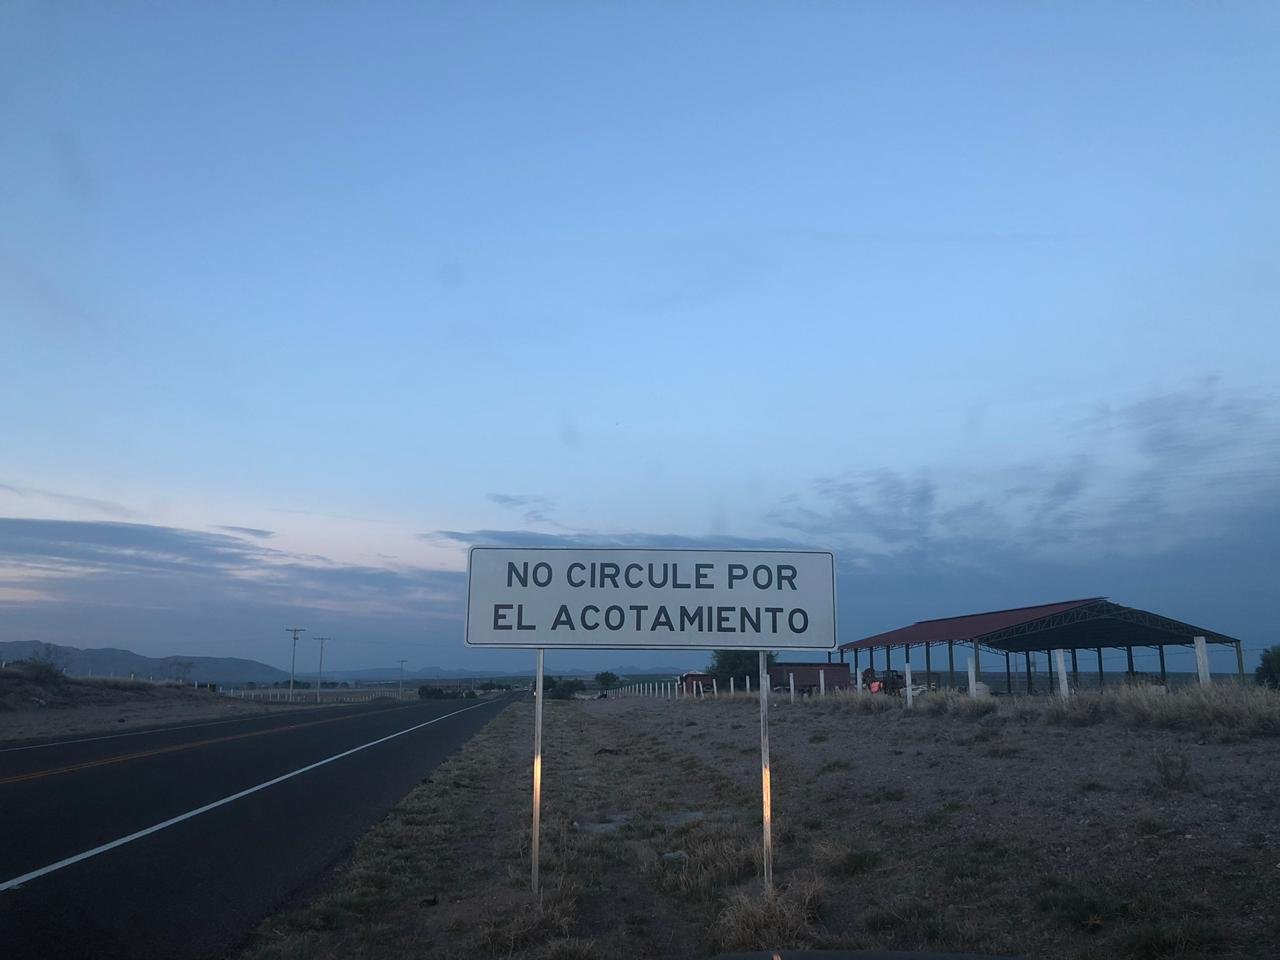 NO CIRCULE POR
EL ACOTAMIENTO